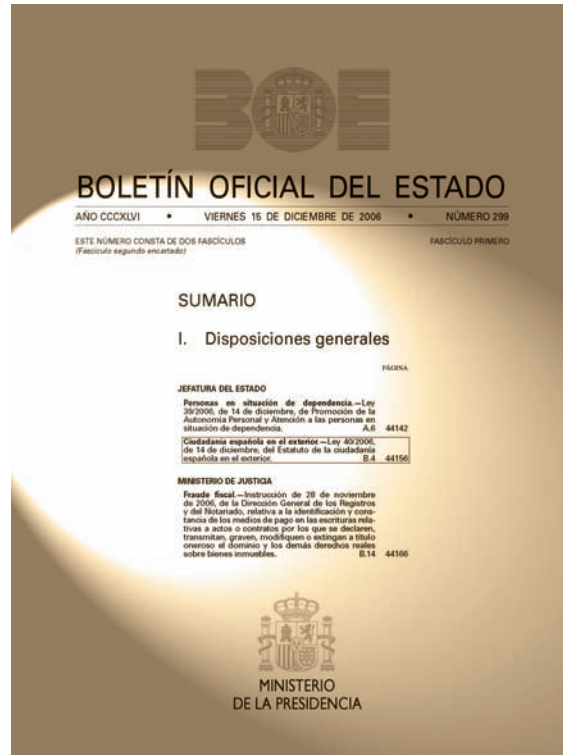 BOE
BOLETÍN OFICIAL DEL ESTADO
AÑO CCCXLVI • VIERNES 15 DE DICIEMBRE DE 2006 • NÚMERO 299
ESTE NÚMERO CONSTA DE DOS FASCÍCULOS FASCÍCULO PRIMERO
(Fascículo segundo encartado)
SUMARIO
I. Disposiciones generales
PÁGINA
JEFATURA DEL ESTADO
Personas en situación de dependencia.—Ley
39/2006, de 14 de diciembre, de Promoción de la
Autonomía Personal y Atención a las personas en
situación de dependencia. A.6 44142
Ciudadanía española en el exterior.—Ley 40/2006,
de 14 de diciembre, del Estatuto de la ciudadanía
española en el exterior. B.4 44156
MINISTERIO DE JUSTICIA
Fraude fiscal.—Instrucción de 28 de noviembre
de 2006, de la Dirección General de los Registros
y del Notariado, relativa a la identificación y cons-
tancia de los medios de pago en las escrituras rela-
tivas a actos o contratos por los que se declaren,
transmitan, graven, modifiquen o extingan a título
oneroso el dominio y los demás derechos reales
sobre bienes inmuebles. B.14 44166
MINISTERIO
DE LA PRESIDENCIA